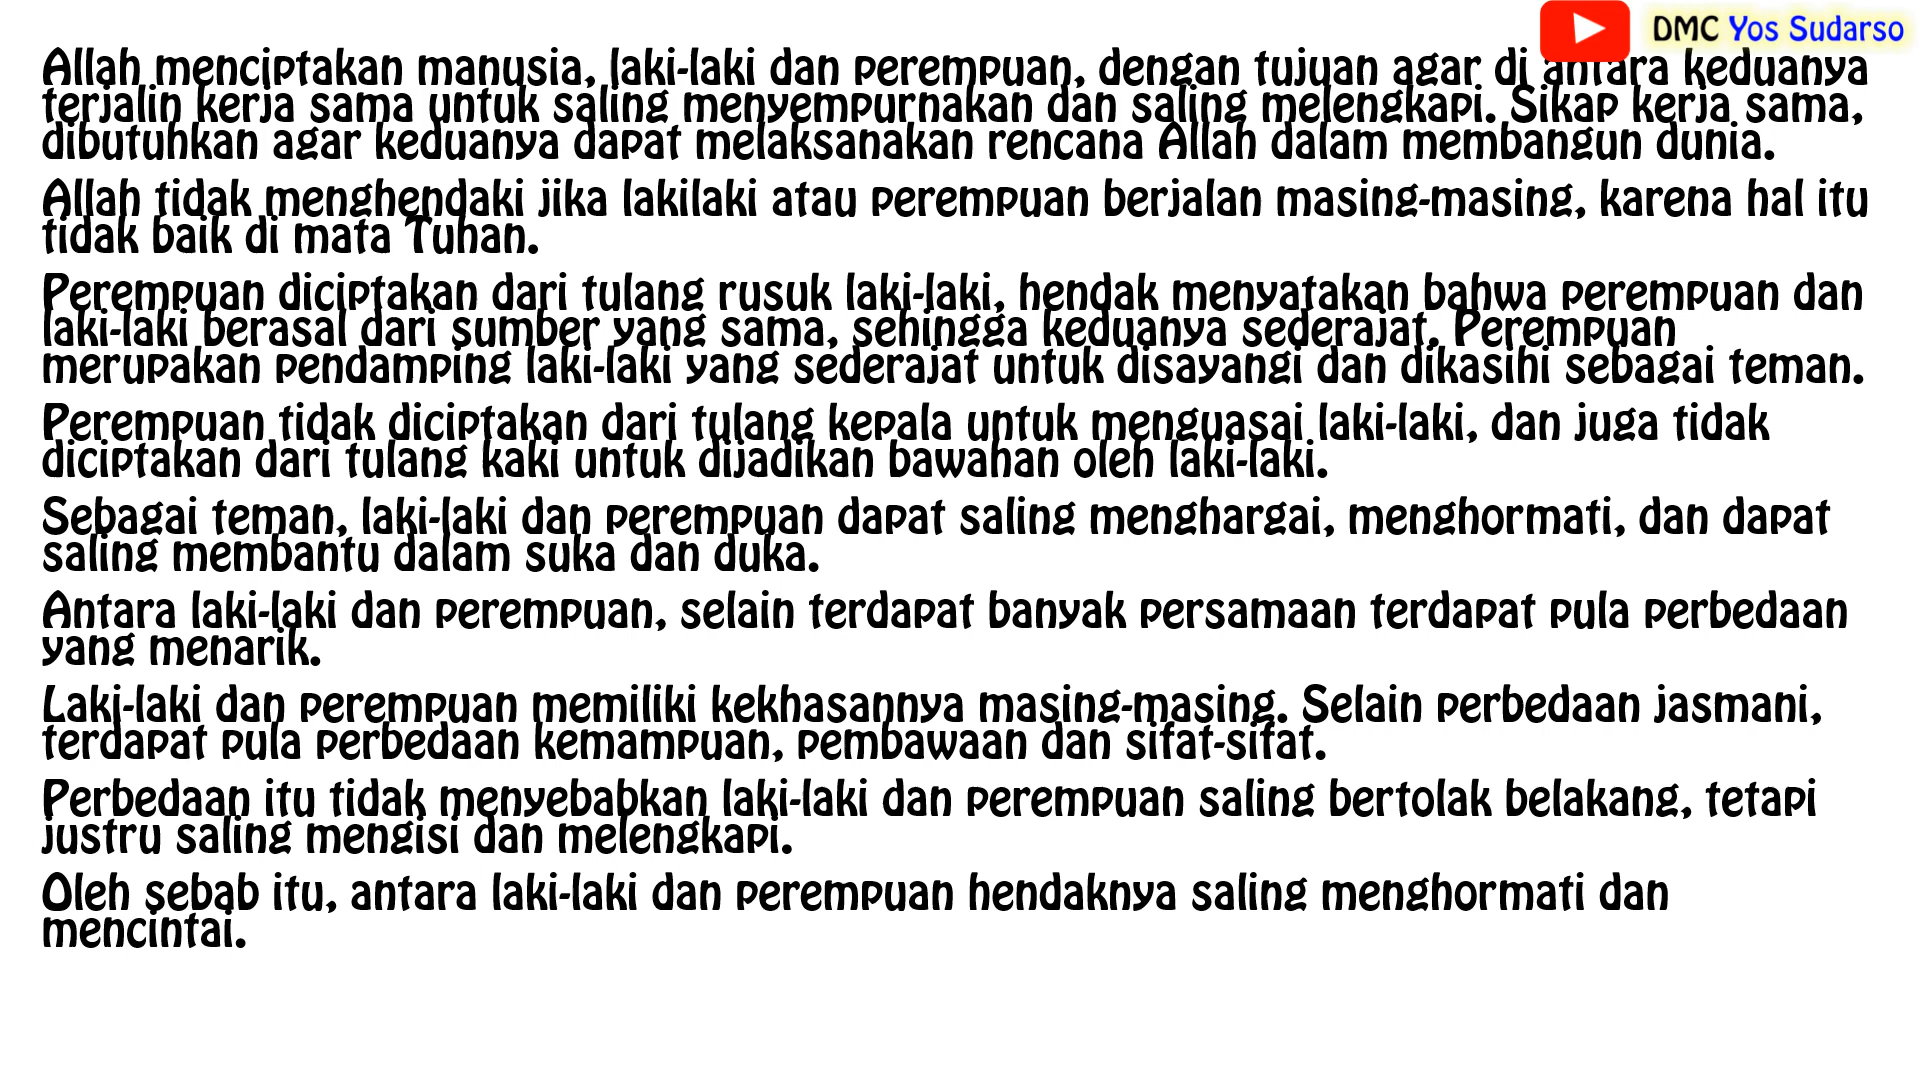 DMC Yos Sudarso
Allah menciptakan manusia, laki-laki dan perempuan, dengan tujuan agar di antara keduanya
terjalin kerja sama untuk saling menyempurnakan dan saling melengkapi. Sikap kerja sama,
dibutuhkan agar keduanya dapat melaksanakan rencana Allah dalam membangun dunia.
Allah tidak menghendaki jika lakilaki atau perempuan berjalan masing-masing, karena hal itu
tidak baik di mata Tuhan.
Perempuan diciptakan dari tulang rusuk laki-laki, hendak menyatakan bahwa perempuan dan
laki-laki berasal dari sumber yang sama, sehingga keduanya sederajat. Perempuan
merupakan pendamping laki-laki yang sederajat untuk disayangi dan dikasihi sebagai teman.
Perempuan tidak diciptakan dari tulang kepala untuk menguasai laki-laki, dan juga tidak
diciptakan dari tulang kaki untuk dijadikan bawahan oleh laki-laki.
Sebagai teman, laki-laki dan perempuan dapat saling menghargai, menghormati, dan dapat
saling membantu dalam suka dan duka.
Antara laki-laki dan perempuan, selain terdapat banyak persamaan terdapat pula perbedaan
yang menarik.
Laki-laki dan perempuan memiliki kekhasannya masing-masing. Selain perbedaan jasmani,
terdapat pula perbedaan kemampuan, pembawaan dan sifat-sifat.
Perbedaan itu tidak menyebabkan laki-laki dan perempuan saling bertolak belakang, tetapi
justru saling mengisi dan melengkapi.
Oleh sebab itu, antara laki-laki dan perempuan hendaknya saling menghormati dan
mencintai.